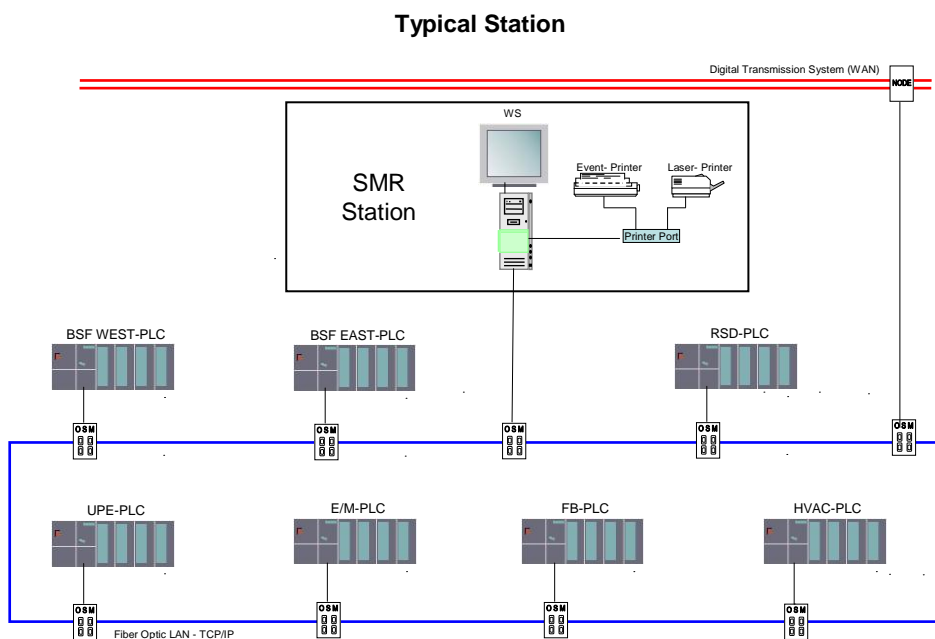 Typical Station
Digital Transmission System (WAN)
NODE
WS
Event- Printer
Laser- Printer
SMR
Station
Printer Port
BSF WEST-PLC
BSF EAST-PLC
RSD-PLC
OSM
OSM
OSM
OSM
OSM
UPE-PLC
E/M-PLC
FB-PLC
HVAC-PLC
OSM
OSM
OSM
OSM
Fiber Optic LAN - TCP/IP